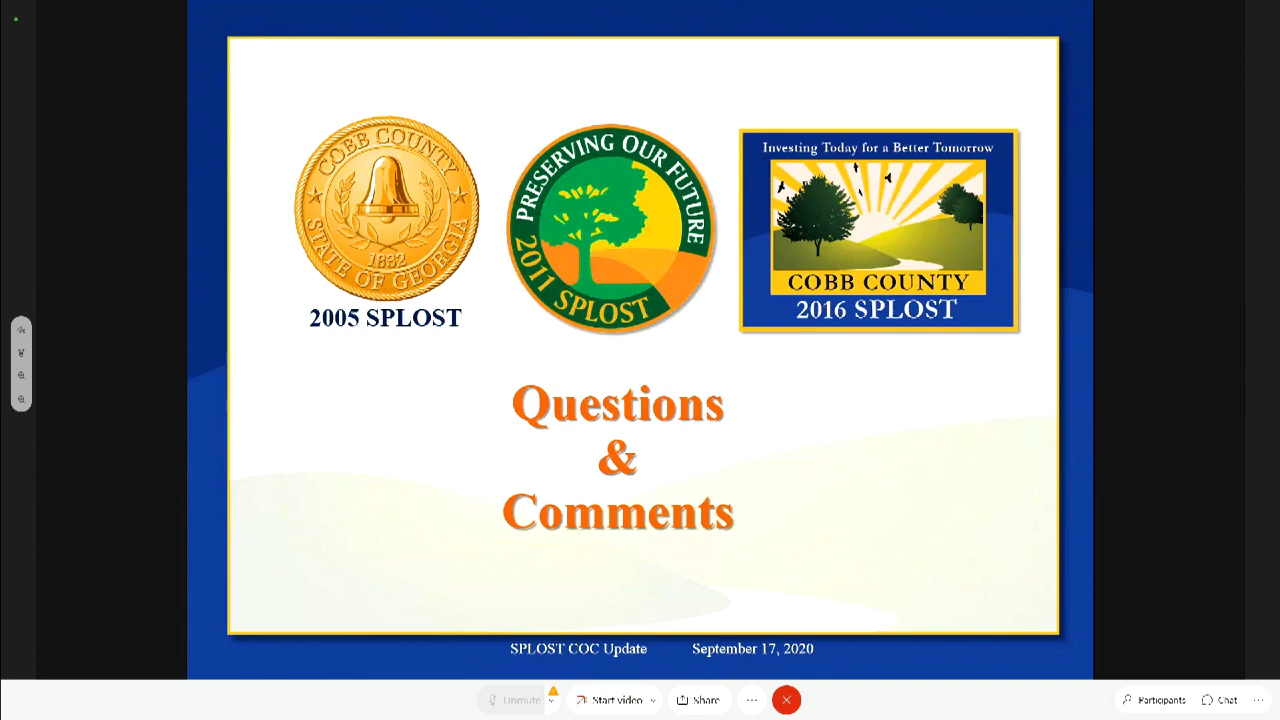 COBB COUNTY
1832
STATE OF GEORGIA
2005 SPLOST
PRESERVING OUR FUTURE
2011 SPLOST
Investing Today for a Better Tomorrow
COBB COUNTY
2016 SPLOST
Questions
&
Comments
SPLOST COC Update September 17, 2020
Unmute Start video Share Participants Chat